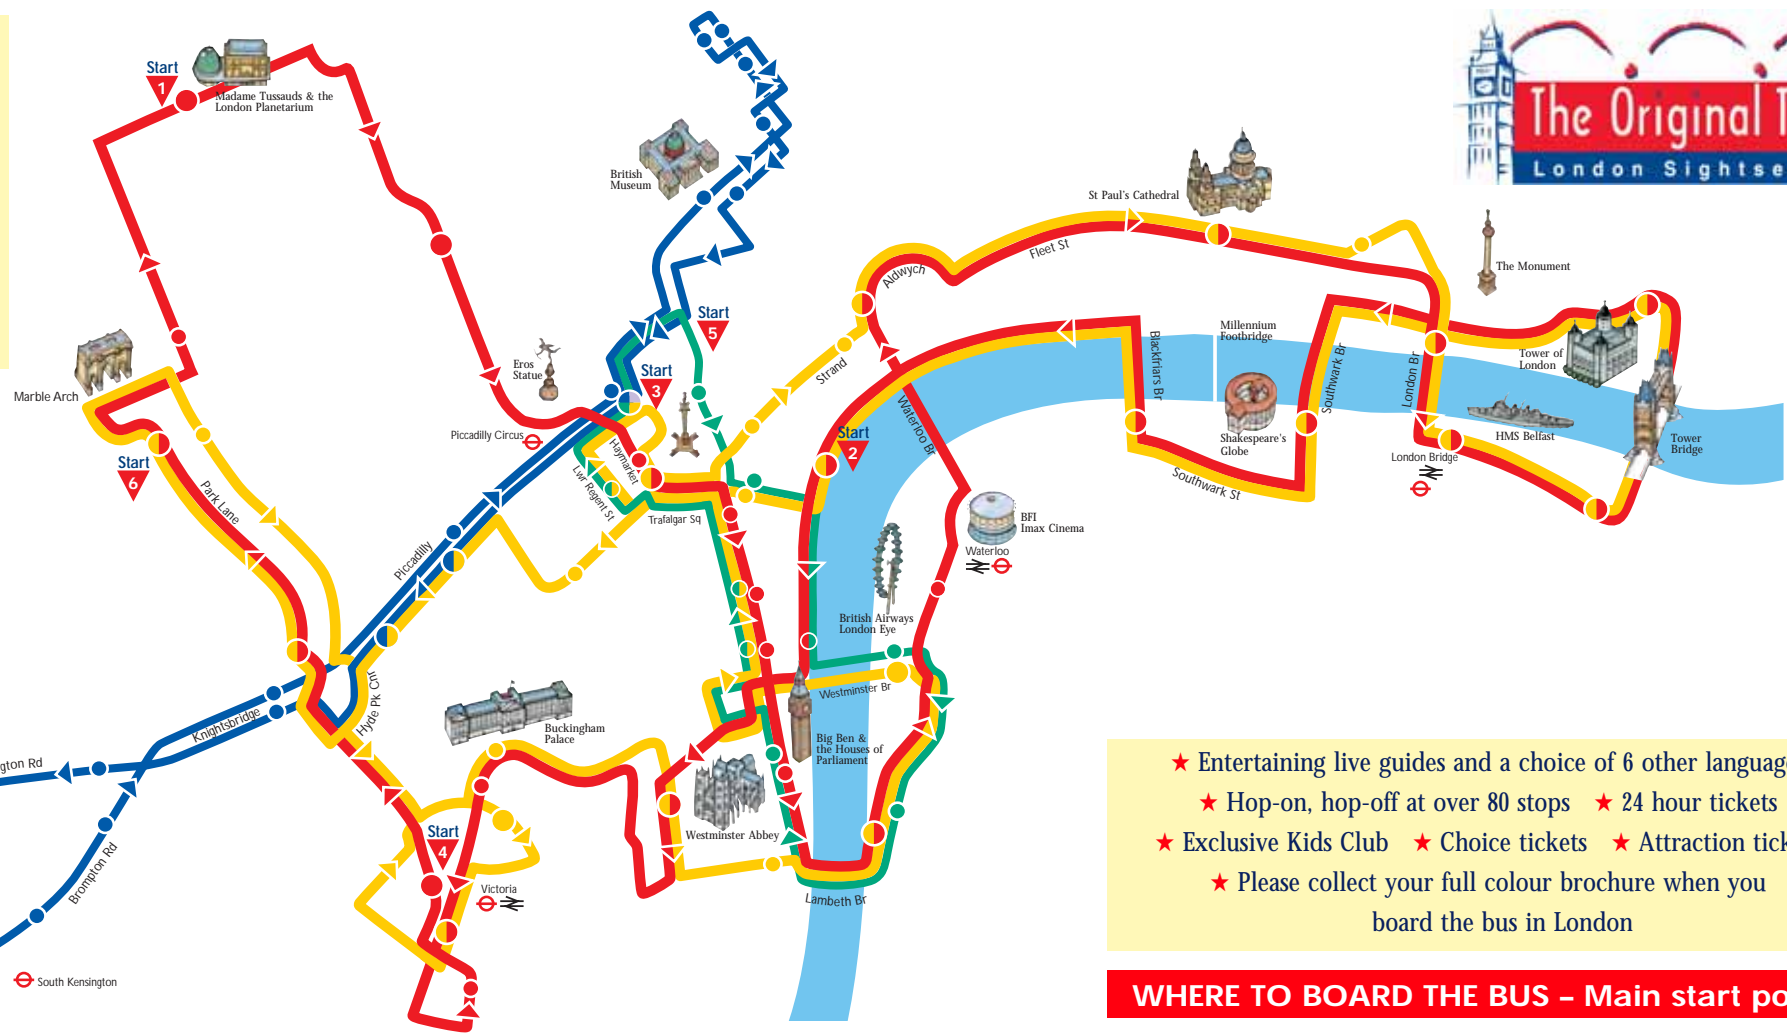 Start
1
Madame Tussauds & the
London Planetarium
British
Museum
The Original
London
St Paul's Cathedral
Fleet St
Aldwych
The Monument
Marble Arch
Start
6
Park Lane
Eros
Statue
Piccadilly Circus
Start
5
Start
3
Haymarket
Lwr Regent St
Trafalgar Sq
Strand
Start
2
Waterloo Br
Blackfriars Br
Millennium
Footbridge
Shakespeare's
Globe
Southwark Br
Southwark St
London Br
London Bridge
HMS Belfast
Tower of
London
Tower
Bridge
BFI
Imax Cinema
Waterloo
British Airways
London Eye
Westminster Br
Big Ben &
the Houses of
Parliament
Westminster Abbey
Lambeth Br
Piccadilly
Hyde Pk Crn
Knightsbridge
Rd
Brompton Rd
South Kensington
Buckingham
Palace
Start
4
Victoria
★ Entertaining live guides and a choice of 6 other
★ Hop-on, hop-off at over 80 stops ★ 24 hour tickets
★ Exclusive Kids Club ★ Choice tickets ★ Attraction
★ Please collect your full colour brochure when you
board the bus in London
WHERE TO BOARD THE BUS – Main start